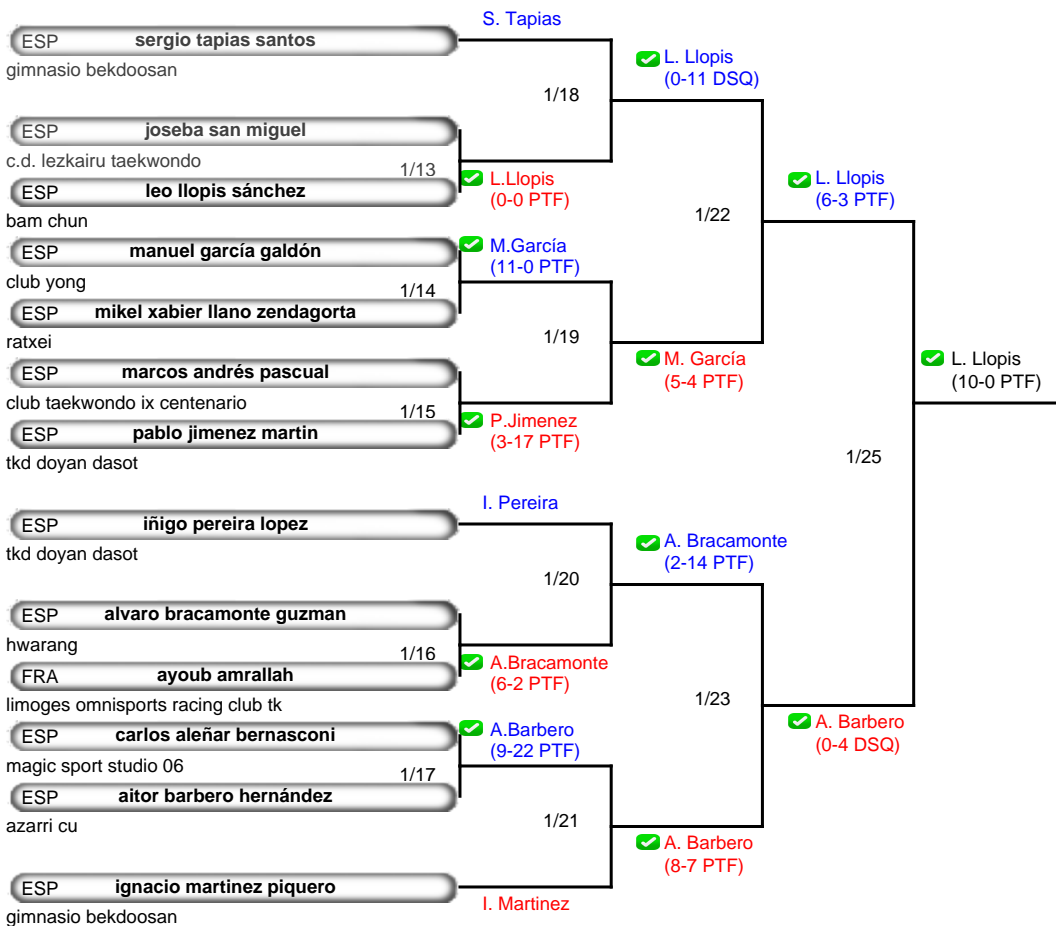 S. Tapias
ESP sergio tapias santos
gimnasio bekdoosan
L. Llopis
(0-11 DSQ)
1/18
ESP joseba san miguel
c.d. lezkairu taekwondo
1/13
L.Llopis
(0-0 PTF)
ESP leo llopis sánchez
bam chun
L. Llopis
(6-3 PTF)
1/22
ESP manuel garcía galdón
M.García
(11-0 PTF)
club yong
1/14
ESP mikel xabier llano zendagorta
ratxei
1/19
M. García
(5-4 PTF)
L. Llopis
(10-0 PTF)
ESP marcos andrés pascual
club taekwondo ix centenario
1/15
P.Jimenez
(3-17 PTF)
ESP pablo jimenez martin
tkd doyan dasot
1/25
I. Pereira
ESP iñigo pereira lopez
tkd doyan dasot
A. Bracamonte
(2-14 PTF)
1/20
ESP alvaro bracamonte guzman
hwarang
1/16
A.Bracamonte
(6-2 PTF)
FRA ayoub amrallah
limoges omnisports racing club tk
1/23
A. Barbero
(0-4 DSQ)
ESP carlos aleñar bernasconi
A.Barbero
(9-22 PTF)
magic sport studio 06
1/17
ESP aitor barbero hernández
azarri cu
1/21
A. Barbero
(8-7 PTF)
ESP ignacio martinez piquero
I. Martinez
gimnasio bekdoosan